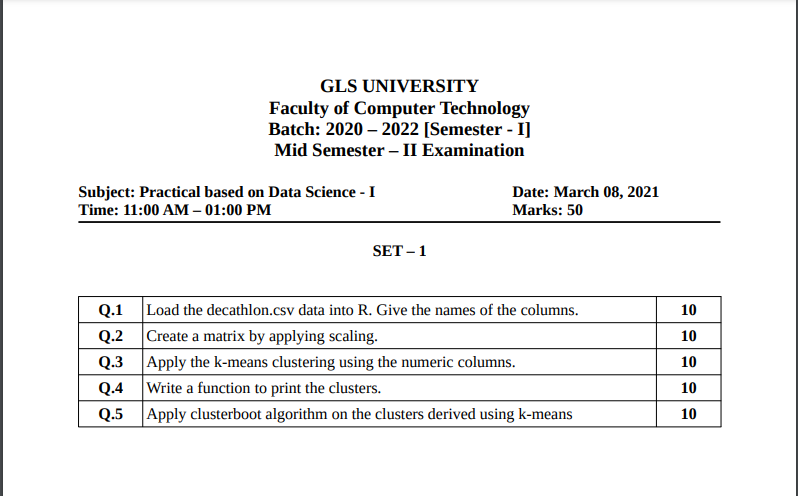 GLS UNIVERSITY
Faculty of Computer Technology
Batch: 2020 – 2022 [Semester - I]
Mid Semester – II Examination
Subject: Practical based on Data Science - I Date: March 08, 2021
Time: 11:00 AM – 01:00 PM Marks: 50
SET – 1
Q.1 Load the decathlon.csv data into R. Give the names of the columns. 10
Q.2 Create a matrix by applying scaling. 10
Q.3 Apply the k-means clustering using the numeric columns. 10
Q.4 Write a function to print the clusters. 10
Q.5 Apply clusterboot algorithm on the clusters derived using k-means 10